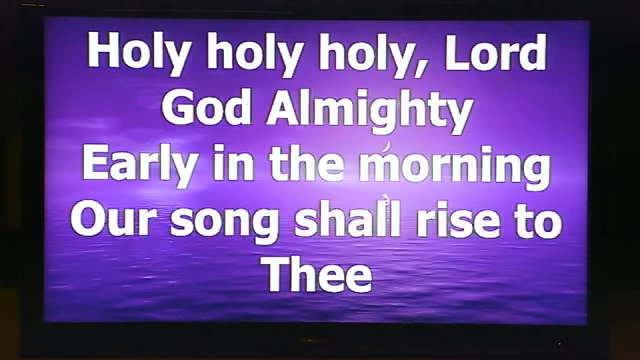 Holy holy holy, Lord
God Almighty
Early in the morning
Our song shall rise to
Thee